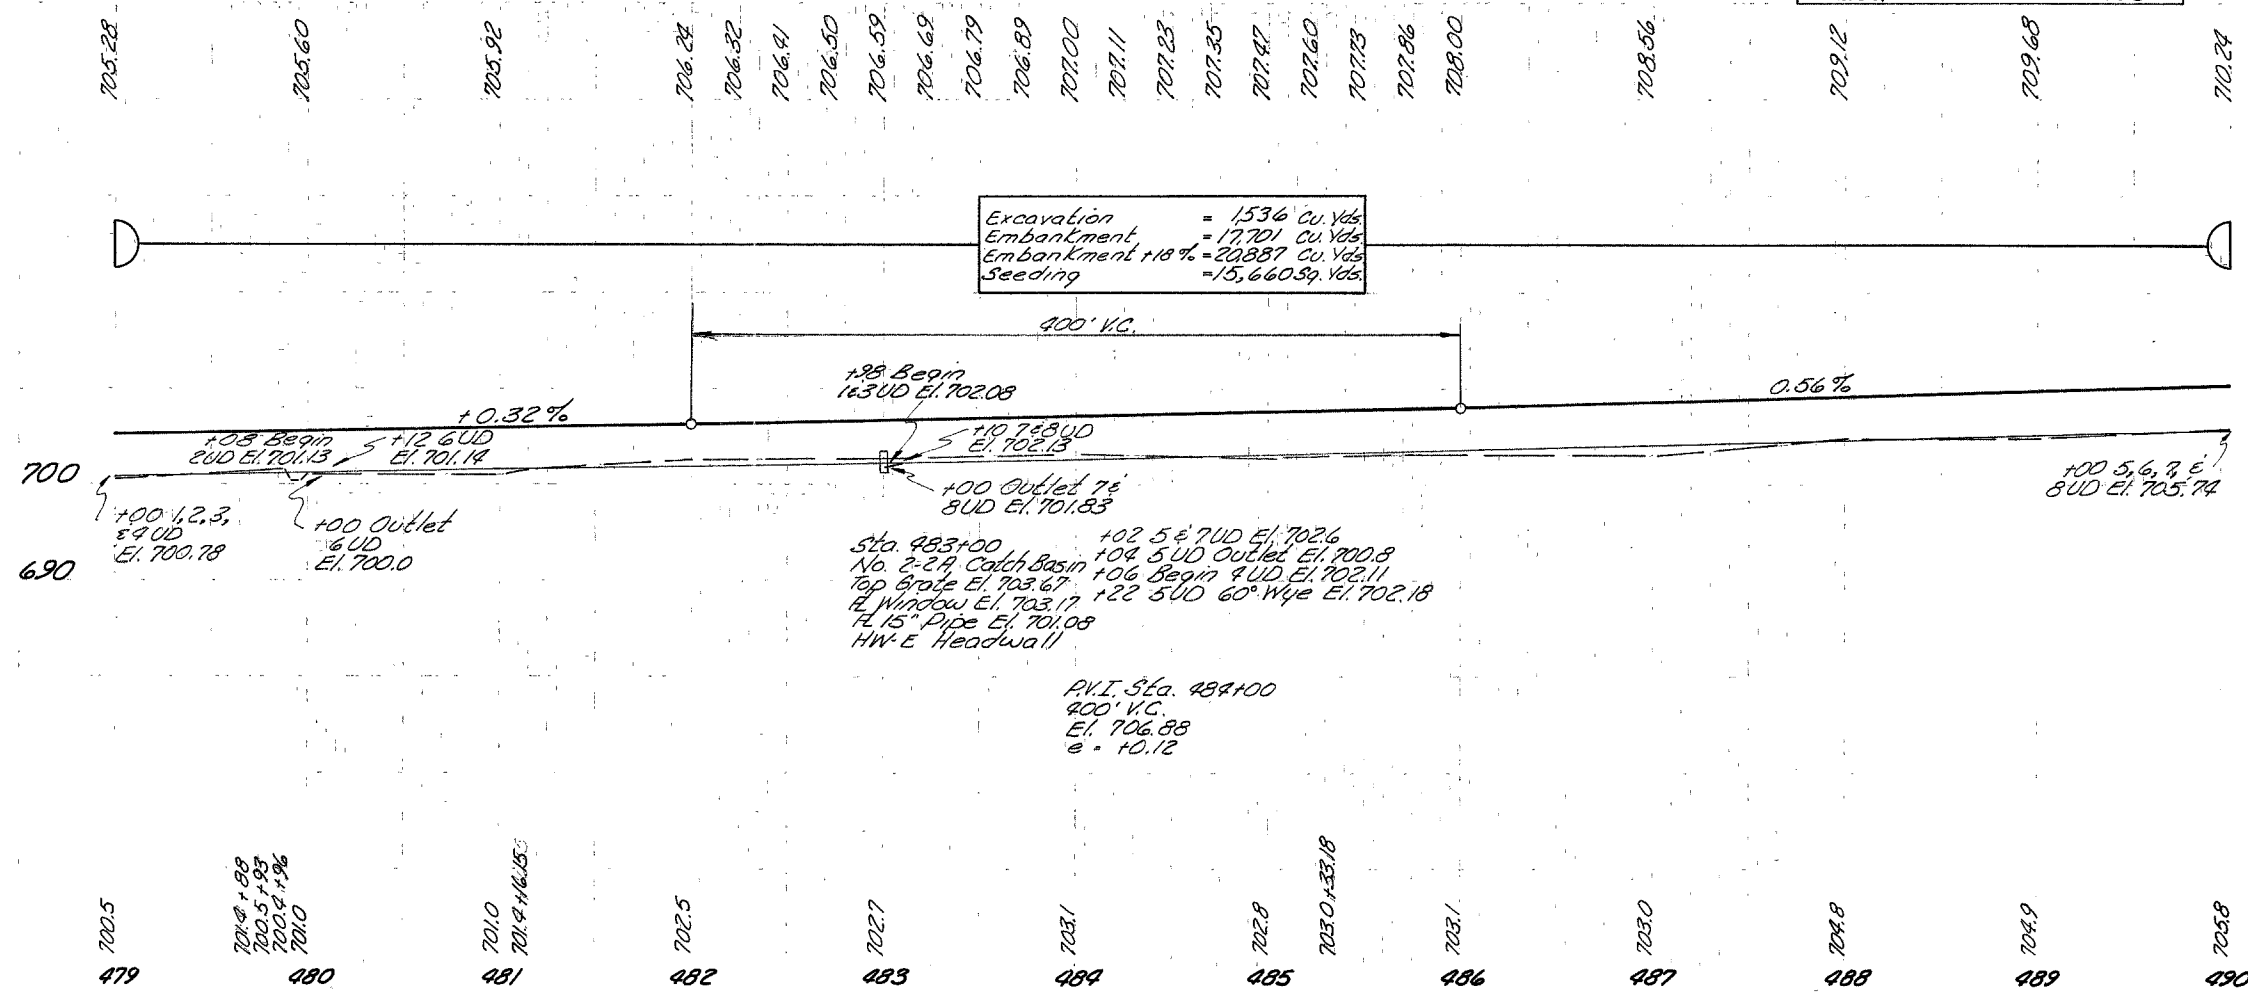 705.28
705.60
705.92
706.24
706.32
706.41
706.50
706.59
706.69
706.79
706.89
707.00
707.11
707.23
707.35
707.47
707.60
707.73
707.86
708.00
708.56
709.12
709.68
710.24
Excavation = 1,536 Cu. Yds.
Embankment = 17,701 Cu. Yds.
Embankment +18% = 20,887 Cu. Yds.
Seeding = 15,660 Sq. Yds.
400' V.C.
+98 Begin
1&3 UD El. 702.08
+0.32%
0.56%
+08 Begin
2UD El. 701.13
+12 6UD
El. 701.14
+10 7&8UD
El. 702.13
700
+00 Outlet 7&
8UD El. 701.83
+00 5,6,7, &
8UD El. 705.74
+00 1,2,3,
&4 UD
El. 700.78
+00 Outlet
6UD
El. 700.0
690
Sta. 483+00
No. 2-2A Catch Basin
Top Grate El. 703.67
FL Window El. 703.17
FL 15" Pipe El. 701.08
HW-E Headwall
+02 5 & 7UD El. 702.6
+04 5UD Outlet El. 700.8
+06 Begin 4UD El. 702.11
+22 5UD 60° Wye El. 702.18
P.V.I. Sta. 484+00
400' V.C.
El. 706.88
e = +0.12
700.5
701.4 +88
700.5 +93
700.4 +96
701.0
701.0
701.4 +16.15
702.5
702.7
703.1
702.8
703.0 +33.18
703.1
703.0
704.8
704.9
705.8
479 480 481 482 483 484 485 486 487 488 489 490